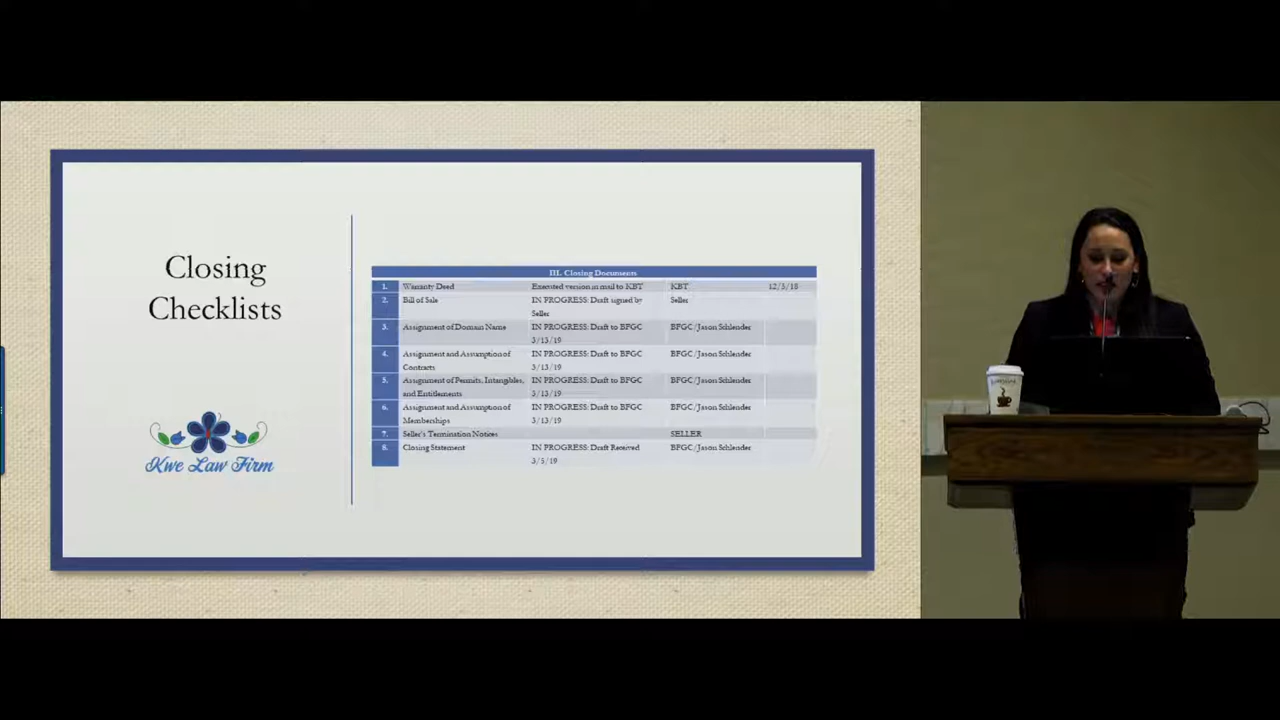 Closing
Checklists
Kwe Law Firm
III. Closing Documents
1. Warranty Deed Executed version in mail to KBT KBT 12/3/18
2. Bill of Sale IN PROGRESS: Draft signed by Seller
Seller
3. Assignment of Domain Name IN PROGRESS: Draft to BFGC BFGC/Jason Schlender
3/13/19
4. Assignment and Assumption of IN PROGRESS: Draft to BFGC BFGC/Jason Schlender
Contracts 3/13/19
5. Assignment of Permits, Intangibles, IN PROGRESS: Draft to BFGC BFGC/Jason Schlender
and Entitlements 3/13/19
6. Assignment and Assumption of IN PROGRESS: Draft to BFGC BFGC/Jason Schlender
Memberships 3/13/19
7. Seller's Termination Notices SELLER
8. Closing Statement IN PROGRESS: Draft Received BFGC/Jason Schlender
3/5/19